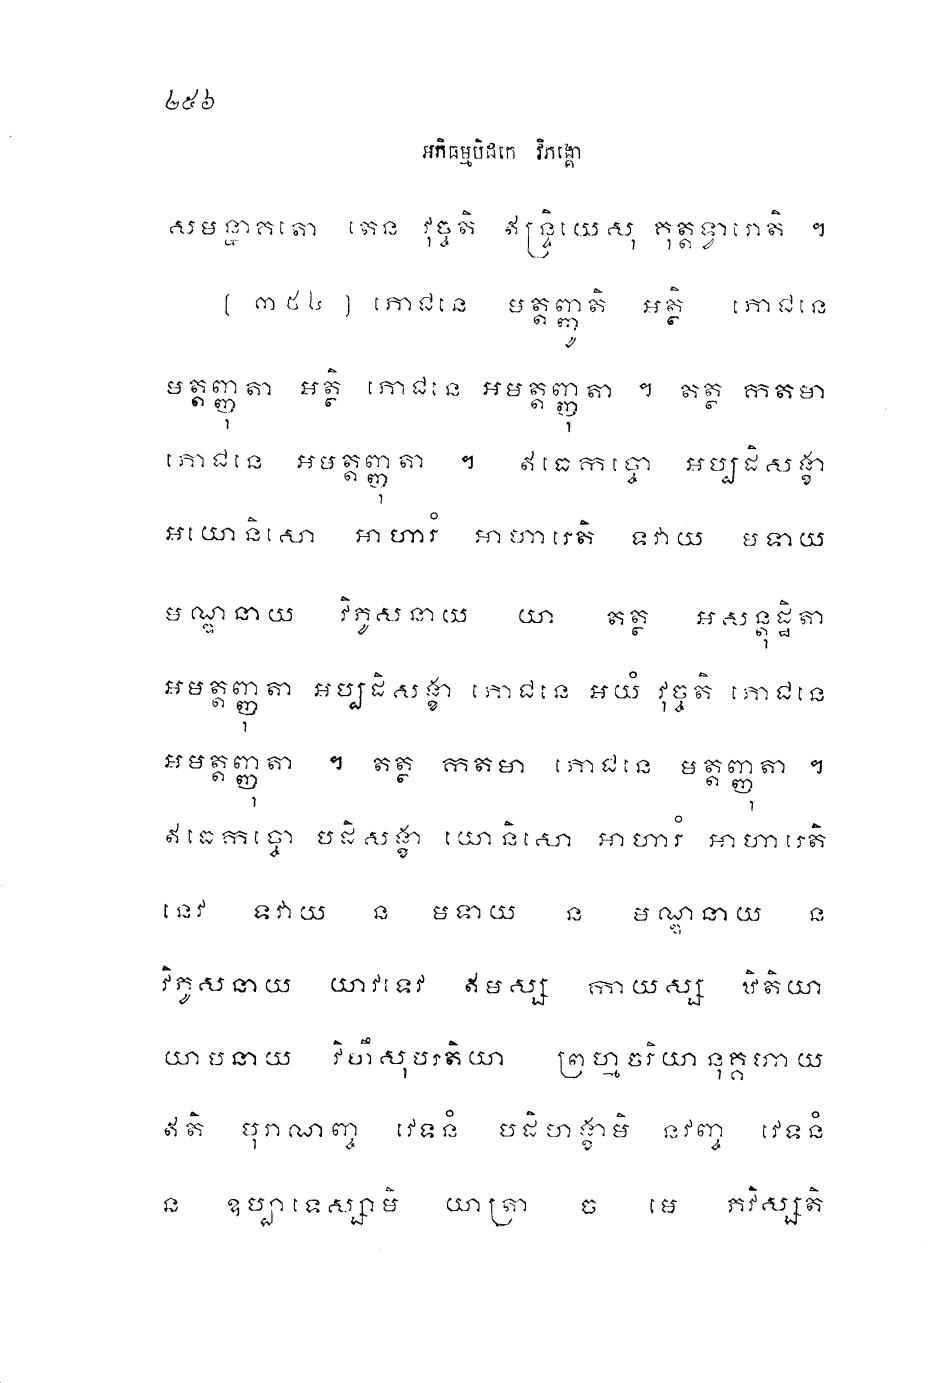 ២៥៦
អភិធម្មបិដកេ វិភង្គោ
សមន្នាគតោ តេន វុច្ចតិ ឥន្ទ្រិយេសុ គុត្តទ្វារោតិ ។
[ ៣៥៤ ] ភោជនេ មត្តញ្ញូតិ អត្ថិ ភោជនេ
មត្តញ្ញុតា អត្ថិ ភោជនេ អមត្តញ្ញុតា ។ តត្ថ កតមា
ភោជនេ អមត្តញ្ញុតា ។ ឥធេកច្ចោ អប្បដិសង្ខា
អយោនិសោ អាហារំ អាហារេតិ ទវាយ មទាយ
មណ្ឌនាយ វិភូសនាយ យា តត្ថ អសន្តុដ្ឋិតា
អមត្តញ្ញុតា អប្បដិសង្ខា ភោជនេ អយំ វុច្ចតិ ភោជនេ
អមត្តញ្ញុតា ។ តត្ថ កតមា ភោជនេ មត្តញ្ញុតា ។
ឥធេកច្ចោ បដិសង្ខា យោនិសោ អាហារំ អាហារេតិ
នេវ ទវាយ ន មទាយ ន មណ្ឌនាយ ន
វិភូសនាយ យាវទេវ ឥមស្ស កាយស្ស ឋិតិយា
យាបនាយ វិហឹសុបរតិយា ព្រហ្មចរិយានុគ្គហាយ
ឥតិ បុរាណញ្ច វេទនំ បដិហង្ខាមិ នវញ្ច វេទនំ
ន ឧប្បាទេស្សាមិ យាត្រា ច មេ ភវិស្សតិ